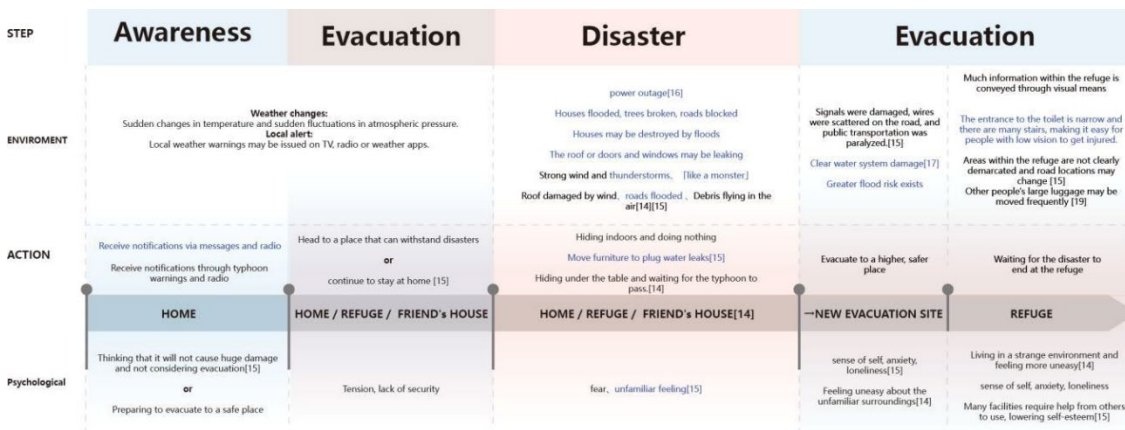 STEP
Awareness
Evacuation
Disaster
Evacuation
ENVIROMENT
Weather changes:
Sudden changes in temperature and sudden fluctuations in atmospheric pressure.
Local alert:
Local weather warnings may be issued on TV, radio or weather apps.
power outage[16]
Houses flooded, trees broken, roads blocked
Houses may be destroyed by floods
The roof or doors and windows may be leaking
Strong wind and thunderstorms、「like a monster」
Roof damaged by wind、roads flooded 、Debris flying in the
air[14][15]
Signals were damaged, wires
were scattered on the road, and
public transportation was
paralyzed.[15]
Clear water system damage[17]
Greater flood risk exists
Much information within the refuge is
conveyed through visual means
The entrance to the toilet is narrow and
there are many stairs, making it easy for
people with low vision to get injured.
Areas within the refuge are not clearly
demarcated and road locations may
change [15]
Other people's large luggage may be
moved frequently [19]
ACTION
Receive notifications via messages and radio
Receive notifications through typhoon
warnings and radio
Head to a place that can withstand disasters
or
continue to stay at home [15]
Hiding indoors and doing nothing
Move furniture to plug water leaks[15]
Hiding under the table and waiting for the typhoon to
pass.[14]
Evacuate to a higher, safer
place
Waiting for the disaster to
end at the refuge
HOME
HOME / REFUGE / FRIEND's HOUSE
HOME / REFUGE / FRIEND's HOUSE[14]
→NEW EVACUATION SITE
REFUGE
Psychological
Thinking that it will not cause huge damage
and not considering evacuation[15]
or
Preparing to evacuate to a safe place
Tension, lack of security
fear、unfamiliar feeling[15]
sense of self, anxiety,
loneliness[15]
Feeling uneasy about the
unfamiliar surroundings[14]
Living in a strange environment and
feeling more uneasy[14]
sense of self, anxiety, loneliness
Many facilities require help from others
to use, lowering self-esteem[15]